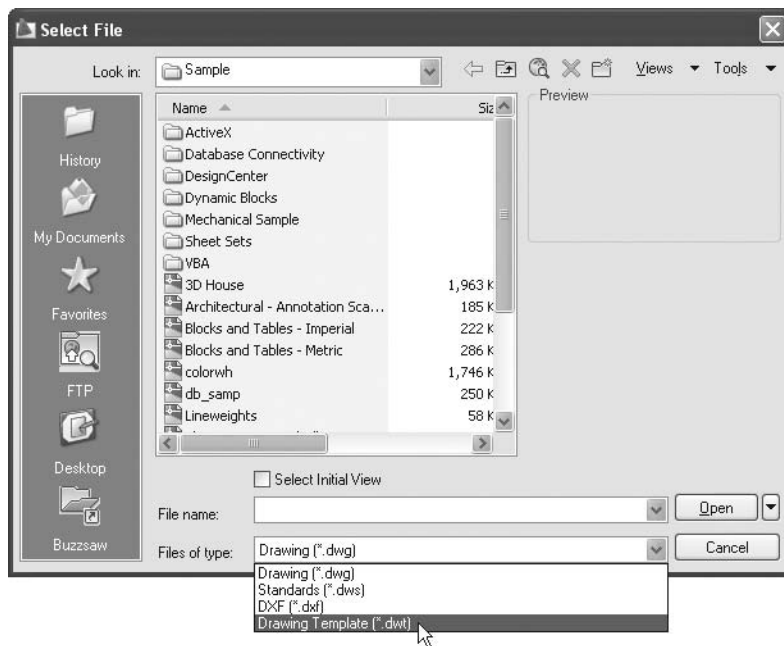 Select File
Look in:
Sample
Views
Tools
History
My Documents
Favorites
FTP
Desktop
Buzzsaw
Name
Siz
ActiveX
Database Connectivity
DesignCenter
Dynamic Blocks
Mechanical Sample
Sheet Sets
VBA
3D House 1,963 K
Architectural - Annotation Sca... 185 K
Blocks and Tables - Imperial 222 K
Blocks and Tables - Metric 286 K
colorwh 1,746 K
db_samp 250 K
Lineweights 58 K
Preview
Select Initial View
File name:
Open
Files of type:
Drawing (*.dwg)
Cancel
Drawing (*.dwg)
Standards (*.dws)
DXF (*.dxf)
Drawing Template (*.dwt)